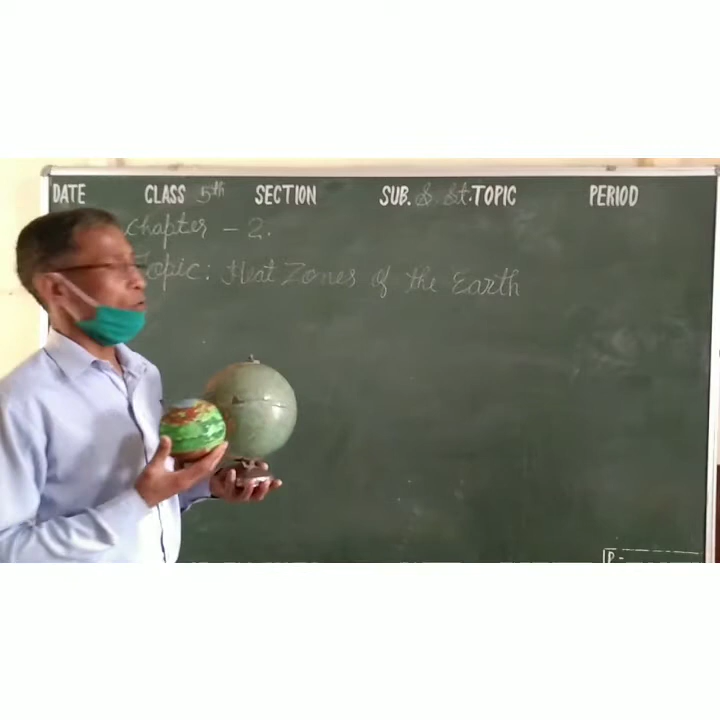 DATE CLASS 5th SECTION SUB. S. St. TOPIC PERIOD
Chapter - 2.
Topic: Heat Zones of the Earth
P -